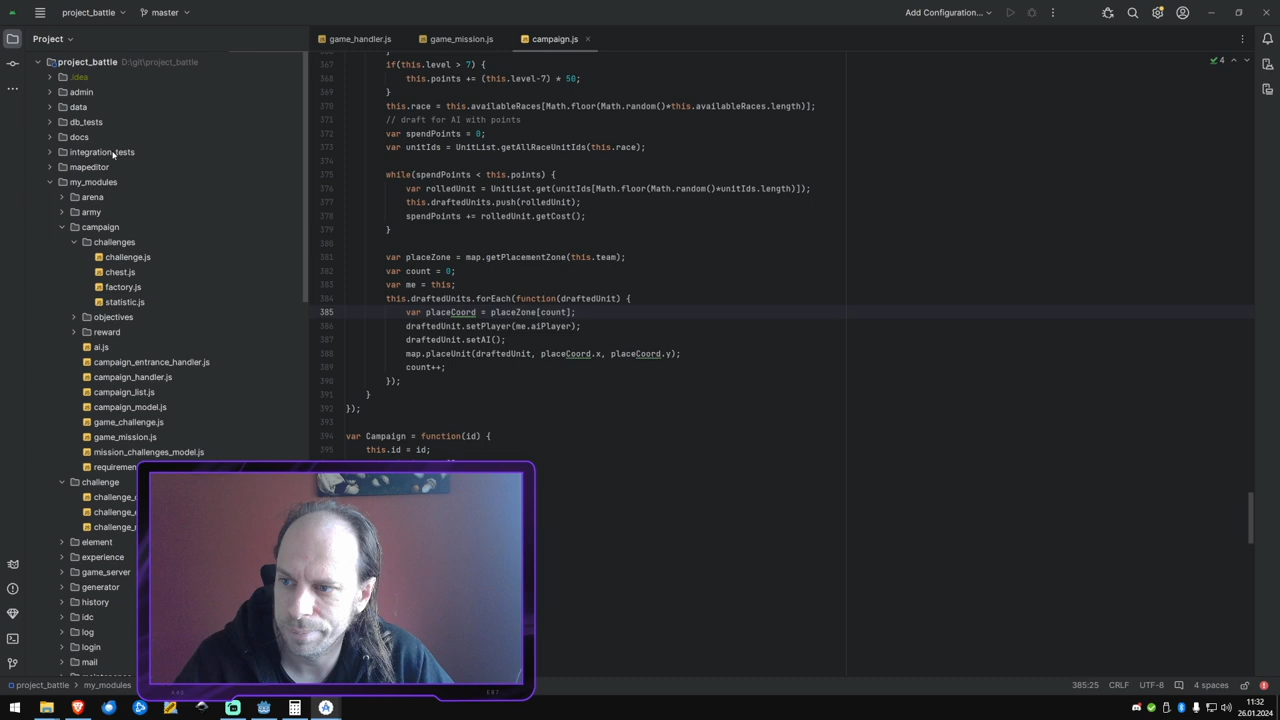 project_battle
master
Add Configuration...
Project
game_handler.js
game_mission.js
campaign.js
project_battle D:\git\project_battle
.idea
admin
data
db_tests
docs
integration_tests
mapeditor
my_modules
arena
army
campaign
challenges
challenge.js
chest.js
factory.js
statistic.js
objectives
reward
ai.js
campaign_entrance_handler.js
campaign_handler.js
campaign_list.js
campaign_model.js
game_challenge.js
game_mission.js
mission_challenges_model.js
requiremen
challenge
challenge_
challenge_
challenge_
element
experience
game_server
generator
history
idc
log
login
mail
4
367 if(this.level > 7) {
368 this.points += (this.level-7) * 50;
369 }
370 this.race = this.availableRaces[Math.floor(Math.random()*this.availableRaces.length)];
371 // draft for AI with points
372 var spendPoints = 0;
373 var unitIds = UnitList.getAllRaceUnitIds(this.race);
374
375 while(spendPoints < this.points) {
376 var rolledUnit = UnitList.get(unitIds[Math.floor(Math.random()*unitIds.length)]);
377 this.draftedUnits.push(rolledUnit);
378 spendPoints += rolledUnit.getCost();
379 }
380
381 var placeZone = map.getPlacementZone(this.team);
382 var count = 0;
383 var me = this;
384 this.draftedUnits.forEach(function(draftedUnit) {
385 var placeCoord = placeZone[count];
386 draftedUnit.setPlayer(me.aiPlayer);
387 draftedUnit.setAI();
388 map.placeUnit(draftedUnit, placeCoord.x, placeCoord.y);
389 count++;
390 });
391 }
392 });
393
394 var Campaign = function(id) {
395 this.id = id;
project_battle
my_modules
385:25
CRLF
UTF-8
4 spaces
11:32
26.01.2024